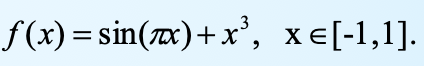 f(x) = sin(πx) + x³, x ∈ [-1,1].